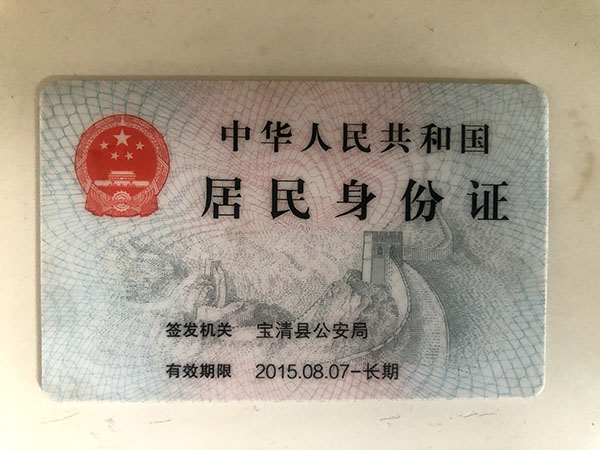 中华人民共和国
居民身份证
签发机关 宝清县公安局
有效期限 2015.08.07-长期